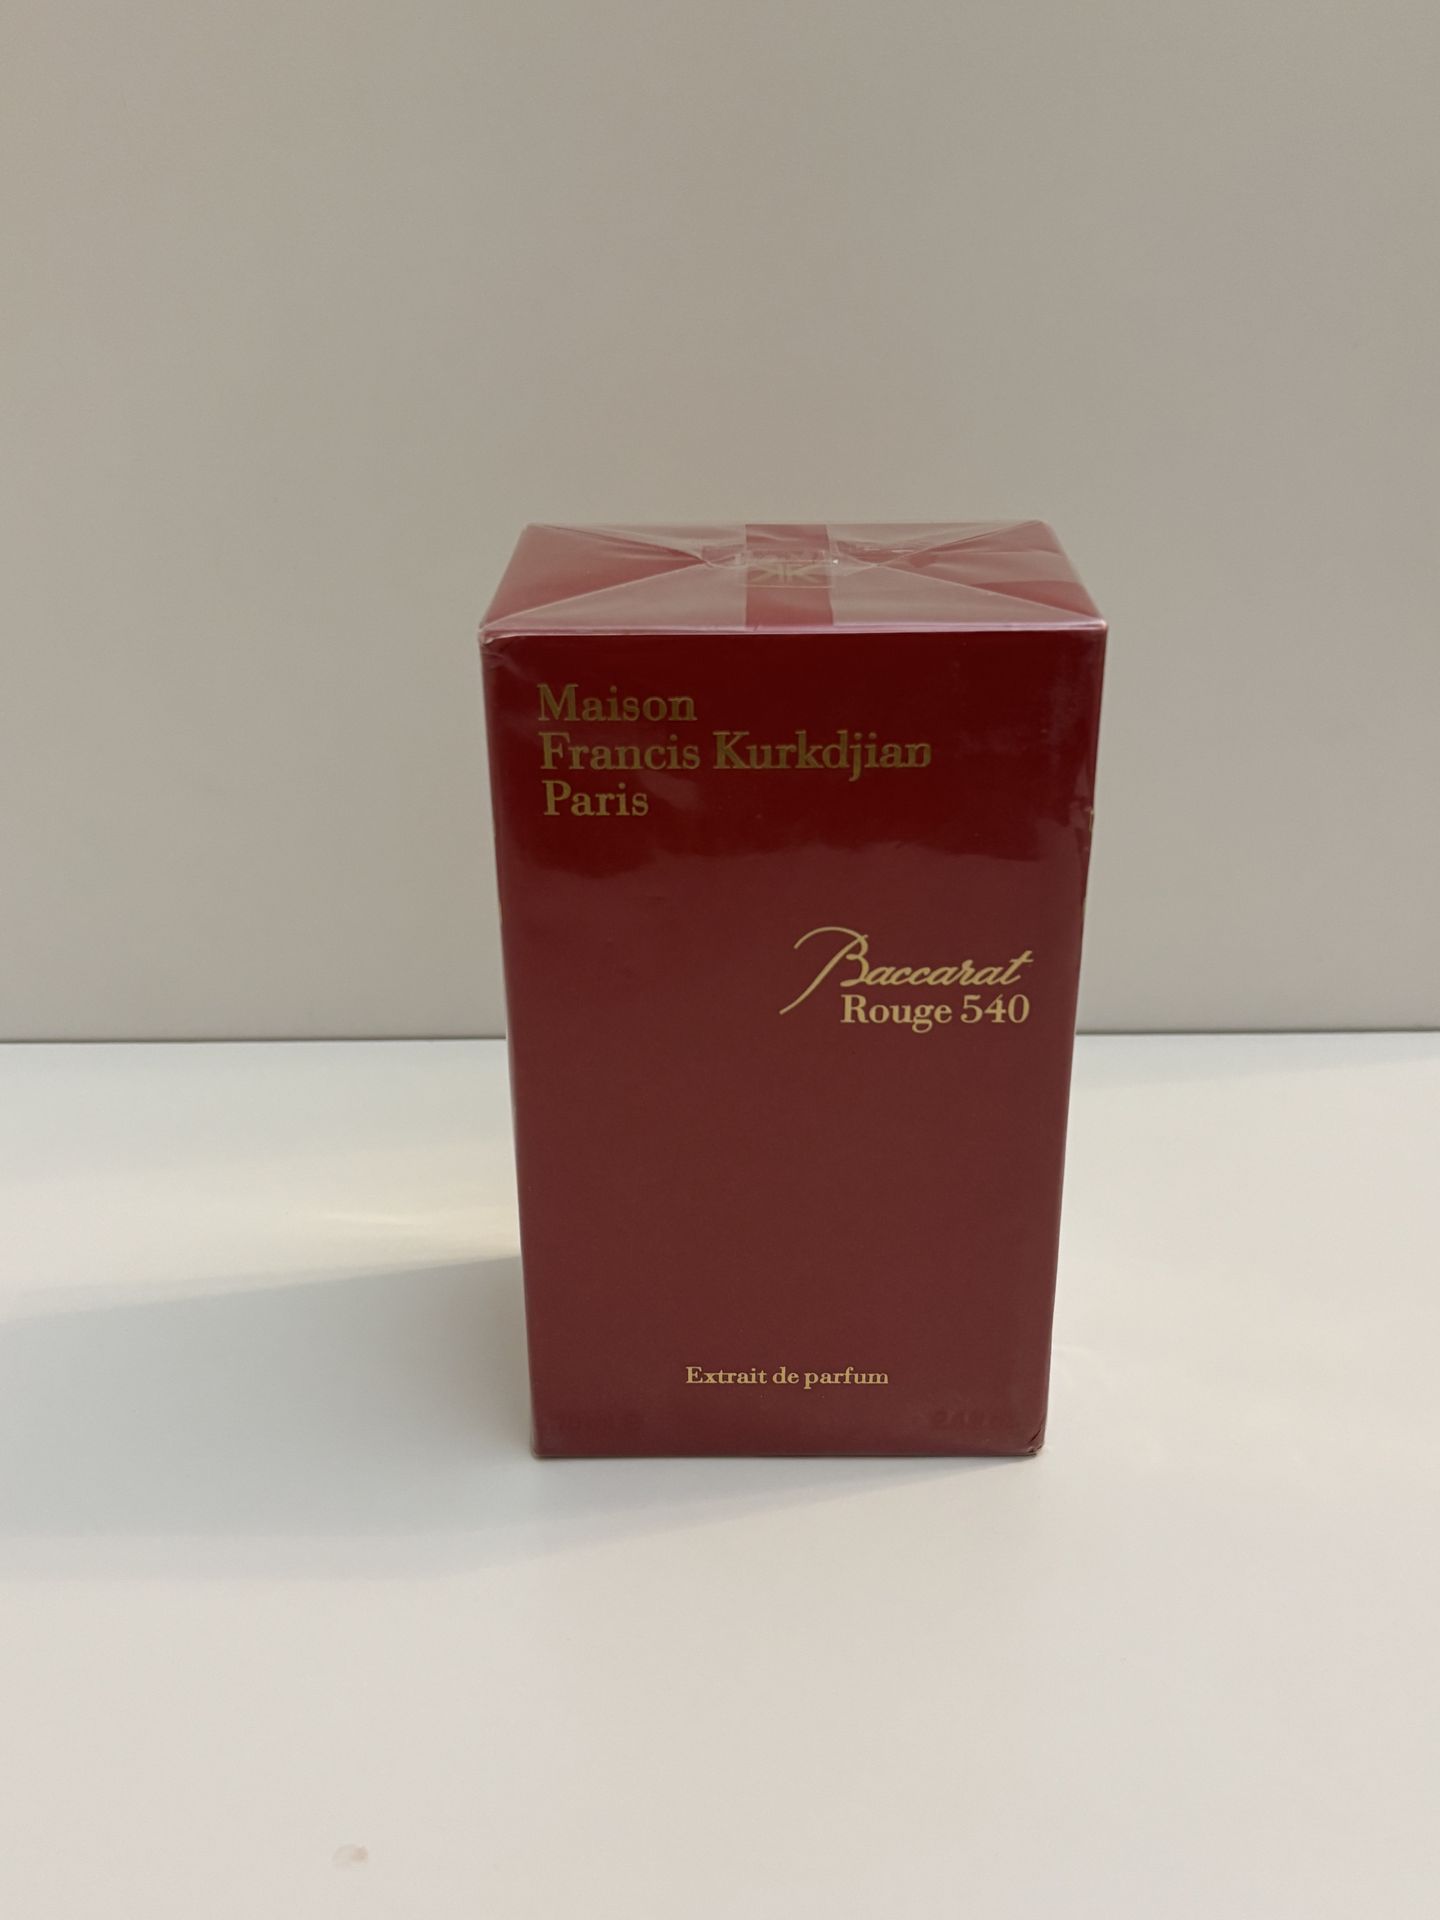 Maison
Francis Kurkdjian
Paris
Baccarat
Rouge 540
Extrait de parfum